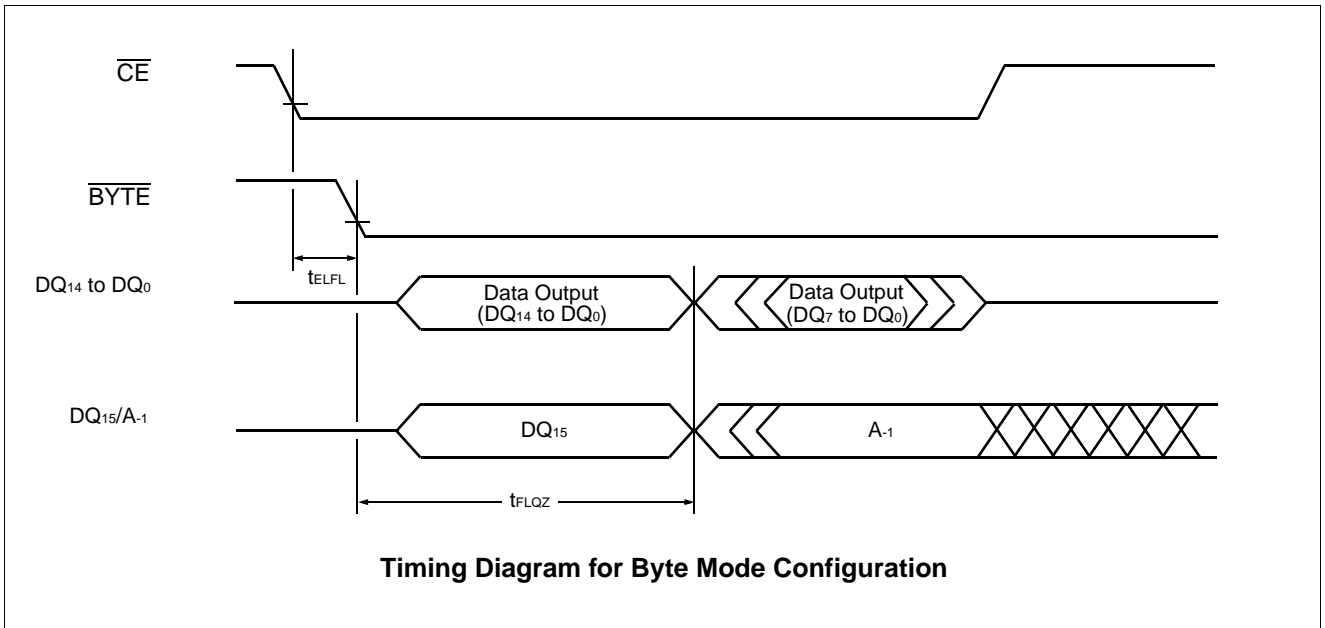 CE
BYTE
tELFL
DQ14 to DQ0
Data Output
(DQ14 to DQ0)
Data Output
(DQ7 to DQ0)
DQ15/A-1
DQ15
A-1
tFLQZ
Timing Diagram for Byte Mode Configuration